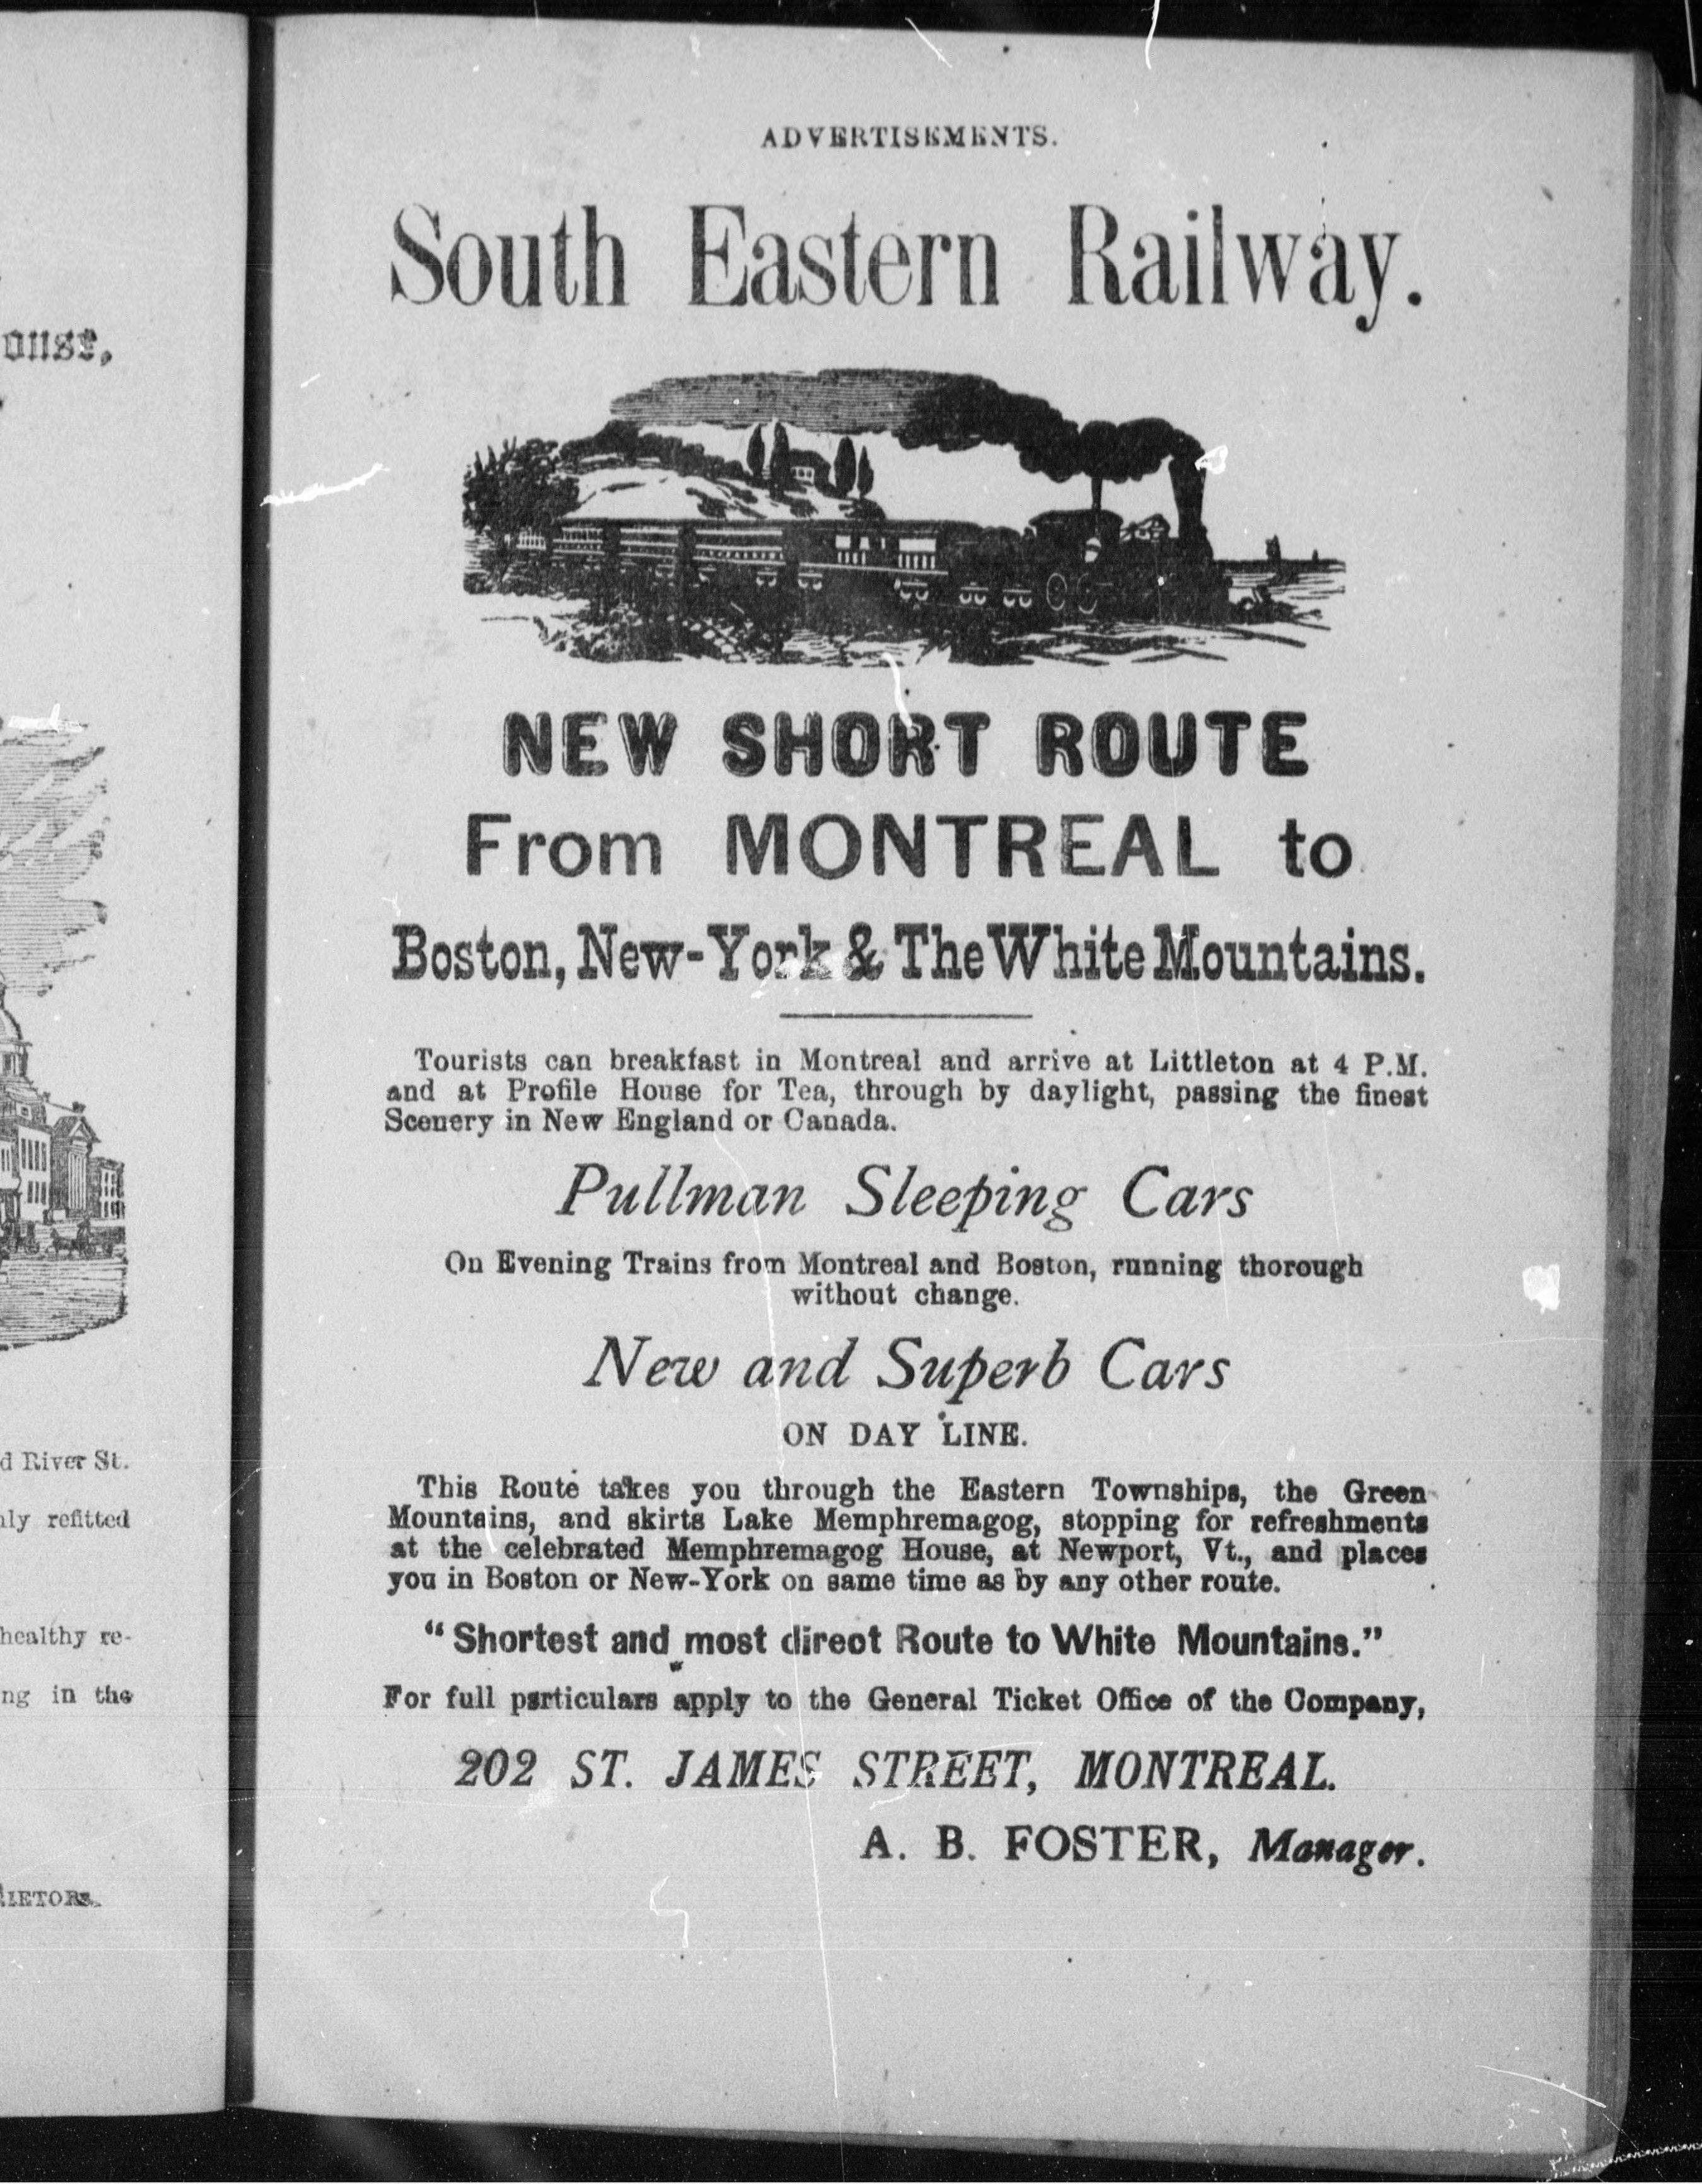 ouse,
d River St.
ly refitted
healthy re-
ng in the
ADVERTISEMENTS.
South Eastern Railway.
NEW SHORT ROUTE
From MONTREAL to
Boston, New-York & The White Mountains.
Tourists can breakfast in Montreal and arrive at Littleton at 4 P.M.
and at Profile House for Tea, through by daylight, passing the finest
Scenery in New England or Canada.
Pullman Sleeping Cars
On Evening Trains from Montreal and Boston, running thorough
without change.
New and Superb Cars
ON DAY LINE.
This Route takes you through the Eastern Townships, the Green
Mountains, and skirts Lake Memphremagog, stopping for refreshments
at the celebrated Memphremagog House, at Newport, Vt., and places
you in Boston or New-York on same time as by any other route.
"Shortest and most direct Route to White Mountains."
For full particulars apply to the General Ticket Office of the Company,
202 ST. JAMES STREET, MONTREAL.
A. B. FOSTER, Manager.